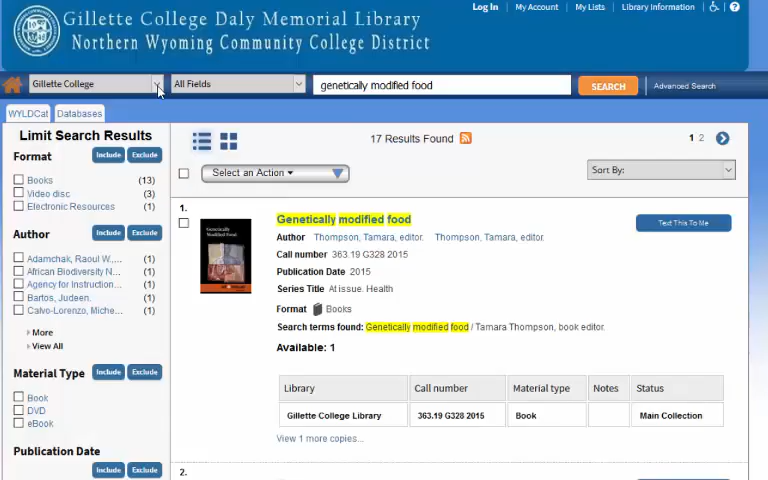 Log In | My Account | My Lists | Library Information
Gillette College Daly Memorial Library
Northern Wyoming Community College District
Gillette College All Fields genetically modified food SEARCH Advanced Search
WYLDCat Databases
Limit Search Results
Format Include Exclude
Books (13)
Video disc (3)
Electronic Resources (1)
Author Include Exclude
Adamchak, Raoul W.,... (1)
African Biodiversity N... (1)
Agency for Instruction... (1)
Bartos, Judeen. (1)
Calvo-Lorenzo, Miche... (1)
More
View All
Material Type Include Exclude
Book
DVD
eBook
Publication Date
Include Exclude
17 Results Found 1 2
Select an Action Sort By:
1.
Genetically Modified Food
Genetically modified food
Text This To Me
Author Thompson, Tamara, editor. Thompson, Tamara, editor.
Call number 363.19 G328 2015
Publication Date 2015
Series Title At issue. Health
Format Books
Search terms found: Genetically modified food / Tamara Thompson, book editor.
Available: 1
Library Call number Material type Notes Status
Gillette College Library 363.19 G328 2015 Book Main Collection
View 1 more copies...
2.